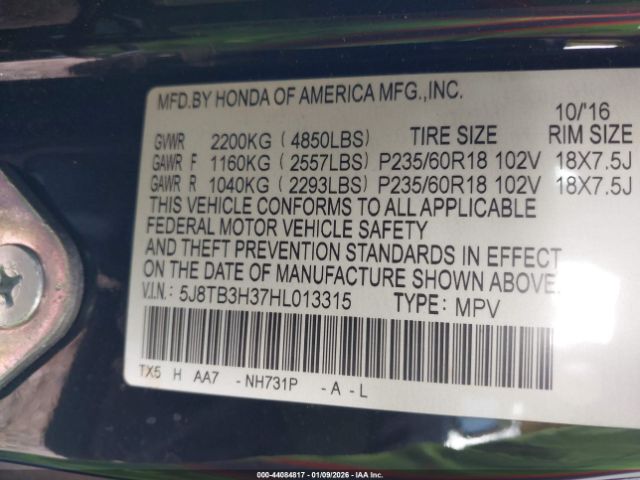 MFD.BY HONDA OF AMERICA MFG.,INC.
10/'16
GVWR 2200KG ( 4850LBS) TIRE SIZE RIM SIZE
GAWR F 1160KG ( 2557LBS) P235/60R18 102V 18X7.5J
GAWR R 1040KG ( 2293LBS) P235/60R18 102V 18X7.5J
THIS VEHICLE CONFORMS TO ALL APPLICABLE
FEDERAL MOTOR VEHICLE SAFETY
AND THEFT PREVENTION STANDARDS IN EFFECT
ON THE DATE OF MANUFACTURE SHOWN ABOVE.
V.I.N.: 5J8TB3H37HL013315 TYPE: MPV
TX5 H AA7 - NH731P - A - L
000-44084817 - 01/09/2026 - IAA Inc.